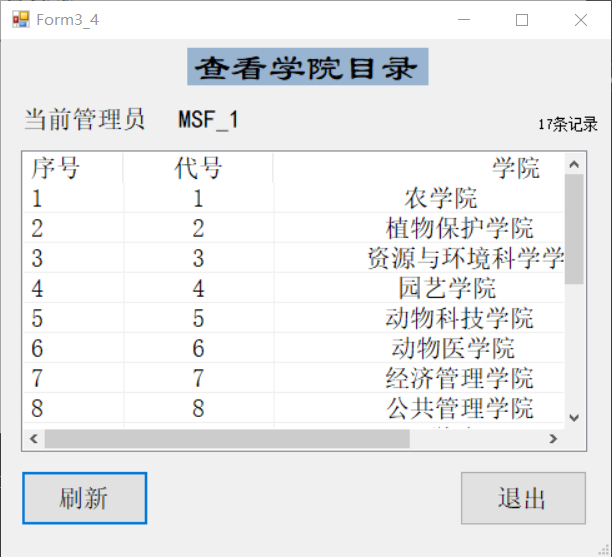 Form3_4
查看学院目录
当前管理员 MSF_1
17条记录
序号 代号 学院
1 1 农学院
2 2 植物保护学院
3 3 资源与环境科学学
4 4 园艺学院
5 5 动物科技学院
6 6 动物医学院
7 7 经济管理学院
8 8 公共管理学院
刷新 退出